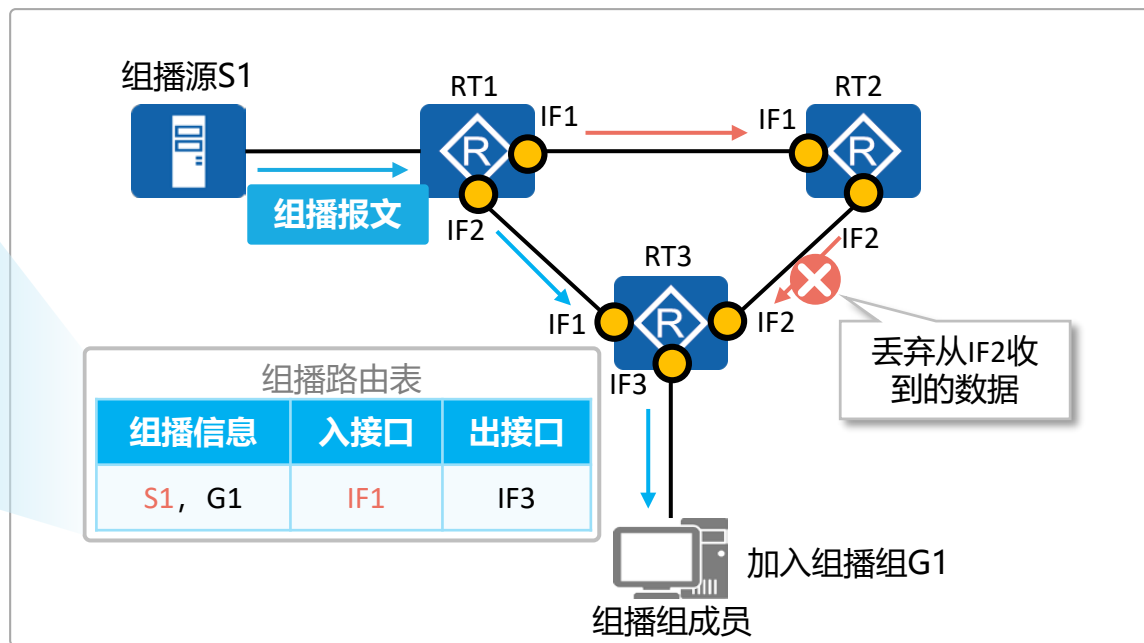 组播源S1
RT1
RT2
IF1
IF1
组播报文
IF2
IF2
RT3
IF1
IF2
丢弃从IF2收
到的数据
IF3
组播路由表
组播信息 入接口 出接口
S1，G1 IF1 IF3
加入组播组G1
组播组成员